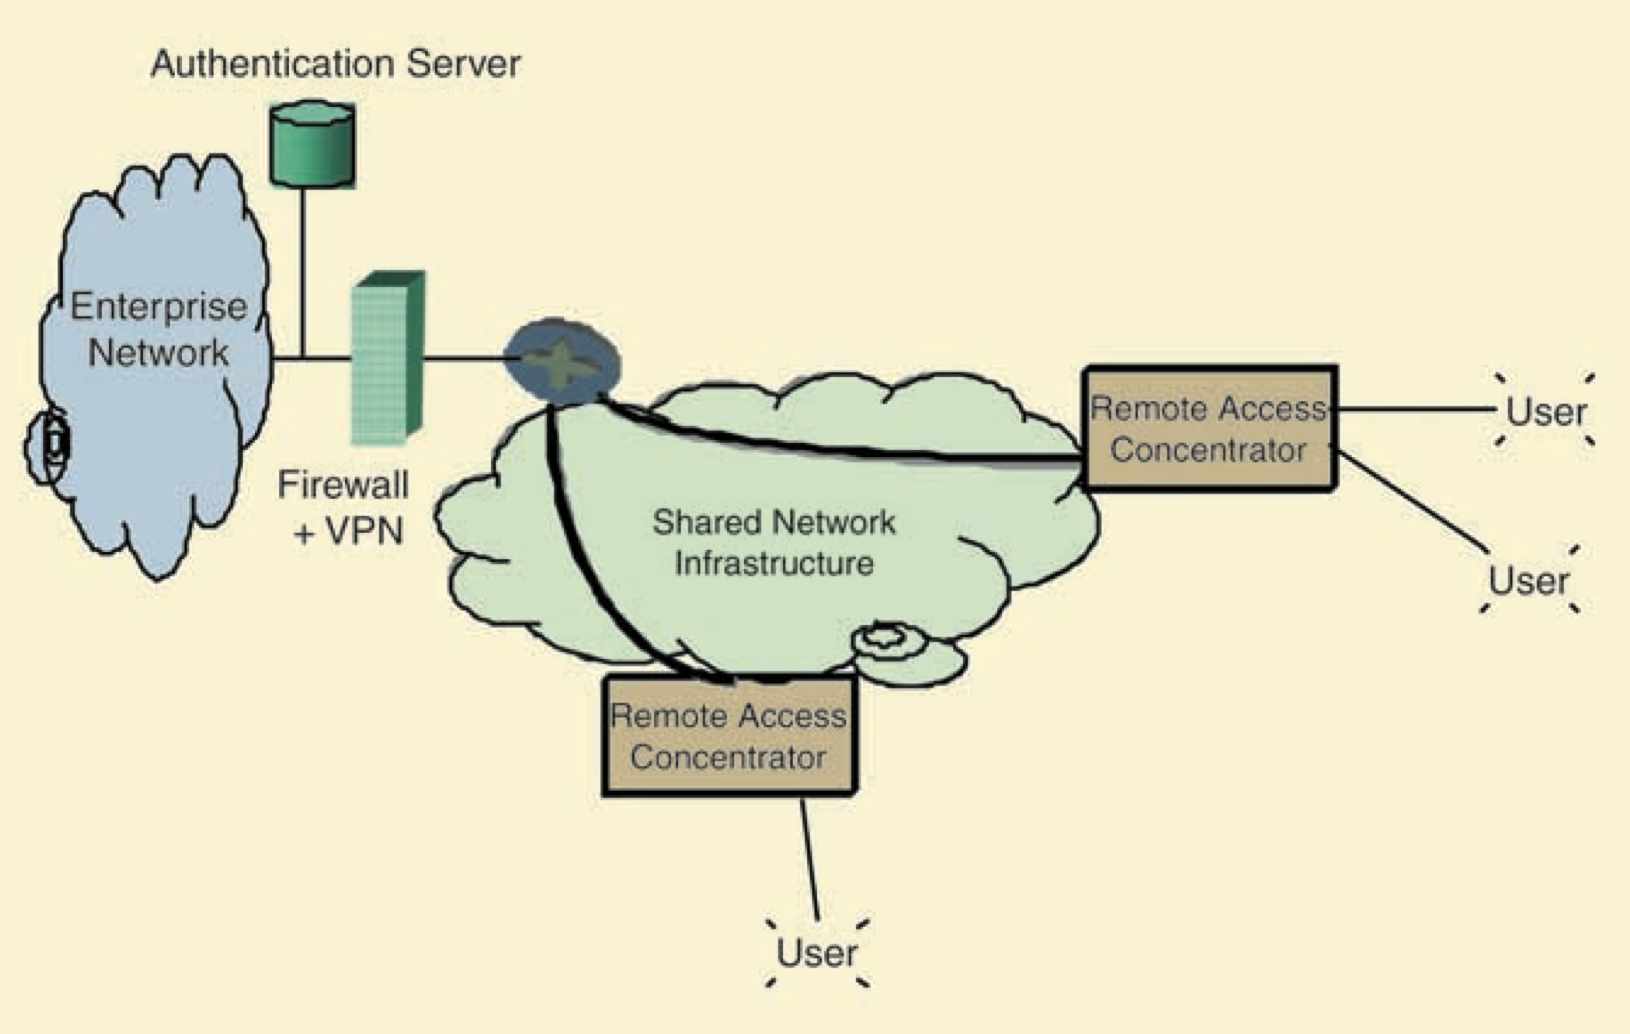 Authentication Server
Enterprise
Network
Firewall
+ VPN
Shared Network
Infrastructure
Remote Access
Concentrator
User
User
Remote Access
Concentrator
User